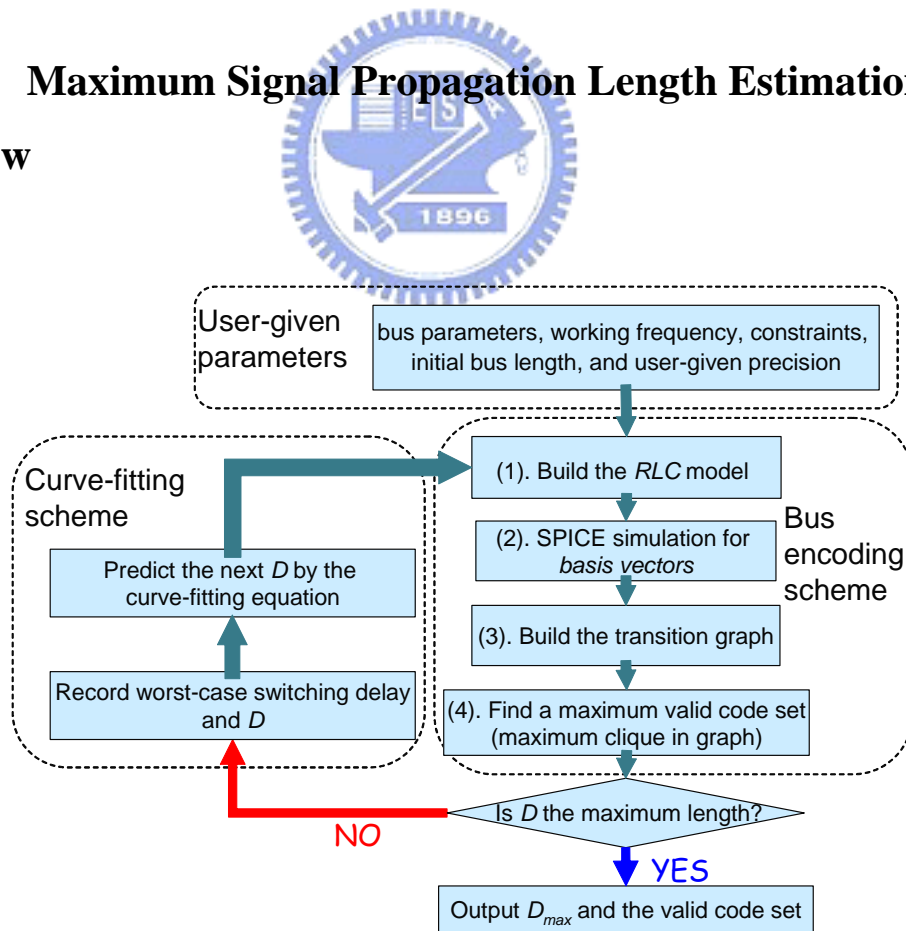 Maximum Signal Propagation Length Estimation
w
ES
A
1896
User-given
parameters
bus parameters, working frequency, constraints,
initial bus length, and user-given precision
Curve-fitting
scheme
(1). Build the RLC model
Bus
encoding
scheme
(2). SPICE simulation for
basis vectors
Predict the next D by the
curve-fitting equation
(3). Build the transition graph
Record worst-case switching delay
and D
(4). Find a maximum valid code set
(maximum clique in graph)
Is D the maximum length?
NO
YES
Output Dmax and the valid code set